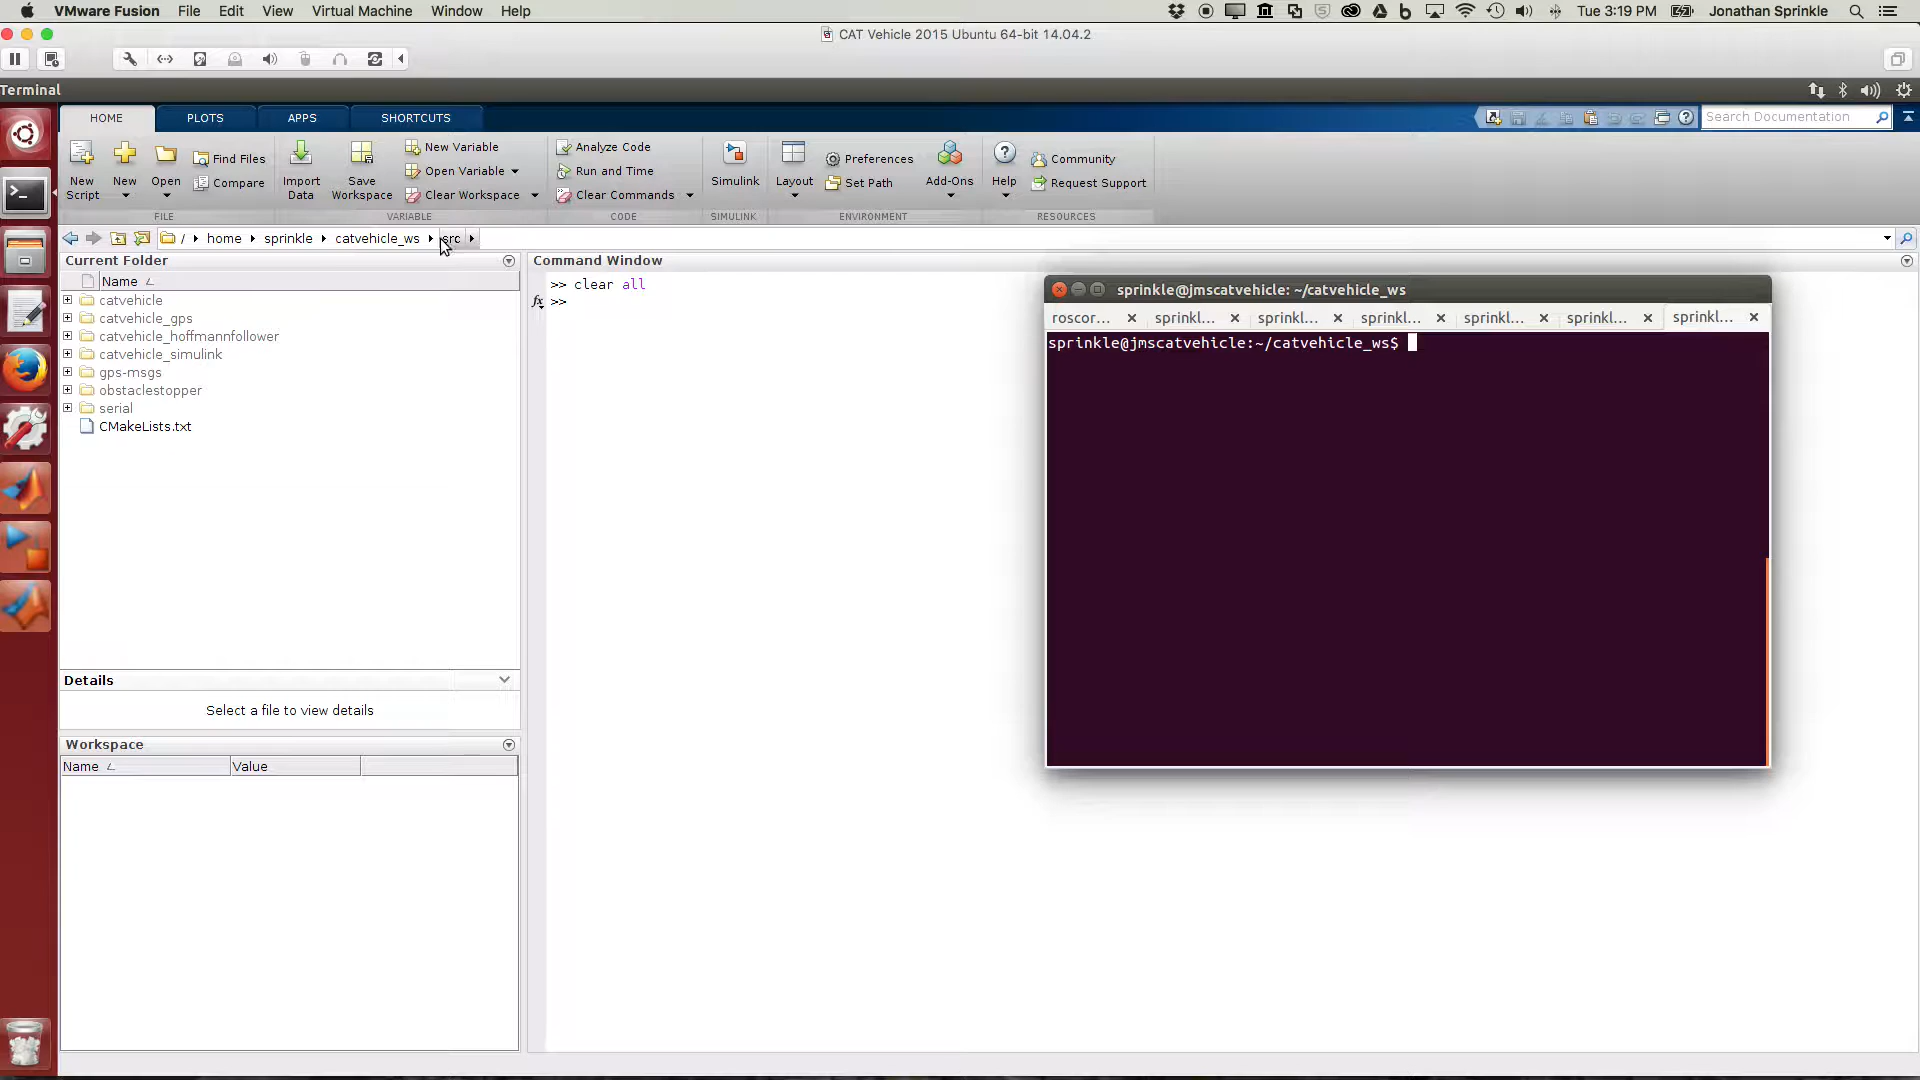 VMware Fusion File Edit View Virtual Machine Window Help Tue 3:19 PM Jonathan Sprinkle
CAT Vehicle 2015 Ubuntu 64-bit 14.04.2
Terminal
HOME PLOTS APPS SHORTCUTS Search Documentation
New Script
New
Open
Find Files
Compare
FILE
Import Data
Save Workspace
New Variable
Open Variable
Clear Workspace
VARIABLE
Analyze Code
Run and Time
Clear Commands
CODE
Simulink
SIMULINK
Layout
Preferences
Set Path
ENVIRONMENT
Add-Ons
Help
Community
Request Support
RESOURCES
/ home sprinkle catvehicle_ws src
Current Folder
Name
catvehicle
catvehicle_gps
catvehicle_hoffmannfollower
catvehicle_simulink
gps-msgs
obstaclestopper
serial
CMakeLists.txt
Details
Select a file to view details
Workspace
Name Value
Command Window
>> clear all
fx >>
sprinkle@jmscatvehicle: ~/catvehicle_ws
roscor... sprinkl... sprinkl... sprinkl... sprinkl... sprinkl... sprinkl...
sprinkle@jmscatvehicle:~/catvehicle_ws$